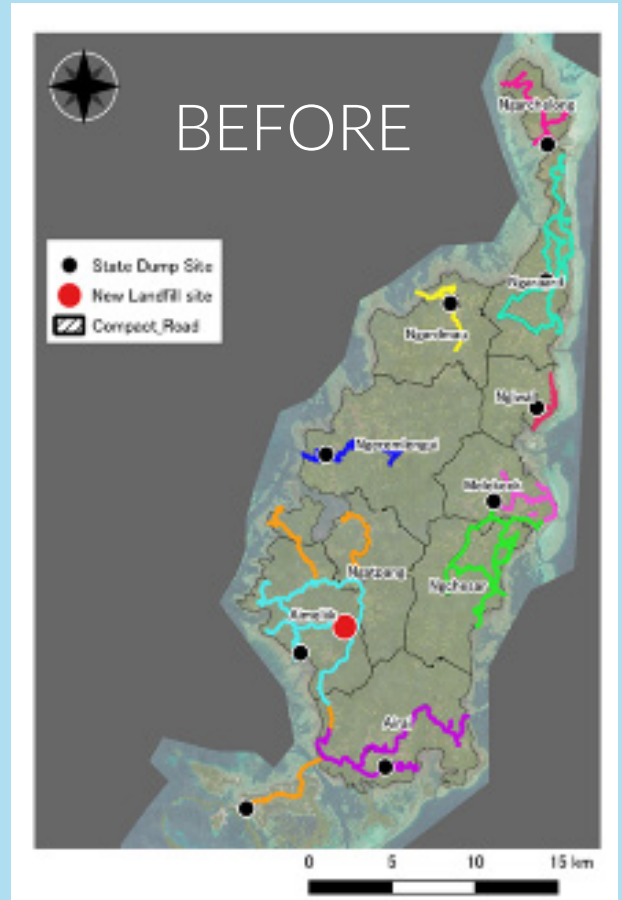 BEFORE
State Dump Site
New Landfill site
Compact_Road
Ngarchelong
Ngaraard
Ngardmau
Ngiwal
Ngeremlengui
Melekeok
Ngatpang
Ngchesar
Aimeliik
Airai
0 5 10 15 km